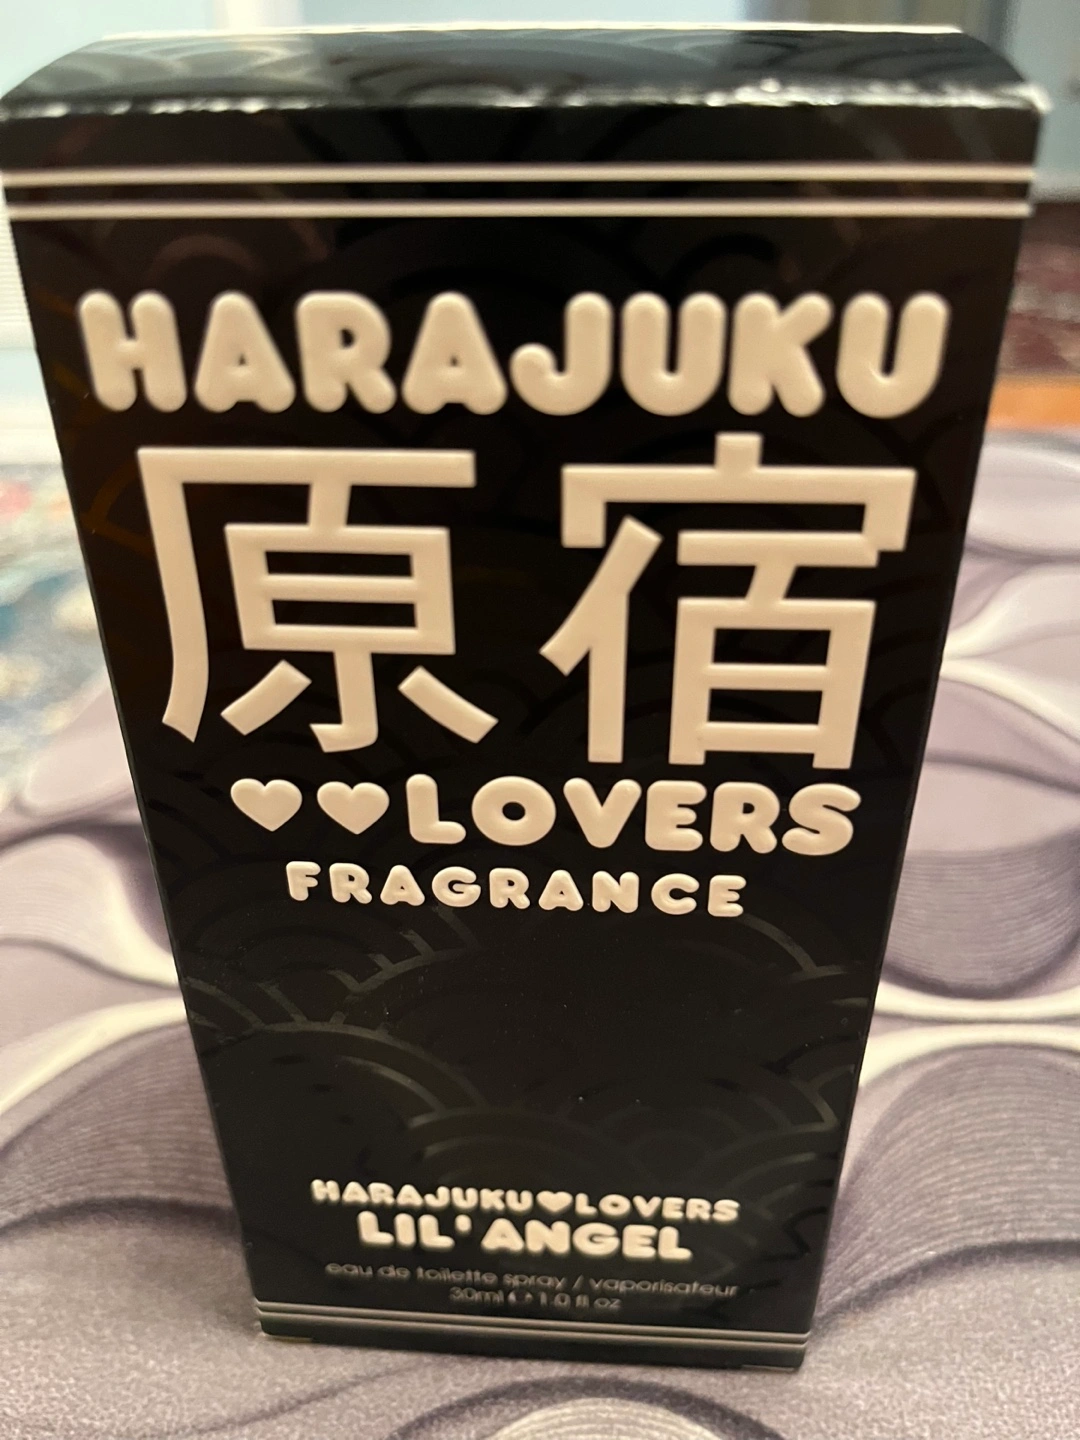 HARAJUKU
原宿
♥♥LOVERS
FRAGRANCE
HARAJUKU♥LOVERS
LIL' ANGEL
eau de toilette spray / vaporisateur
30ml ℮ 1.0 fl oz